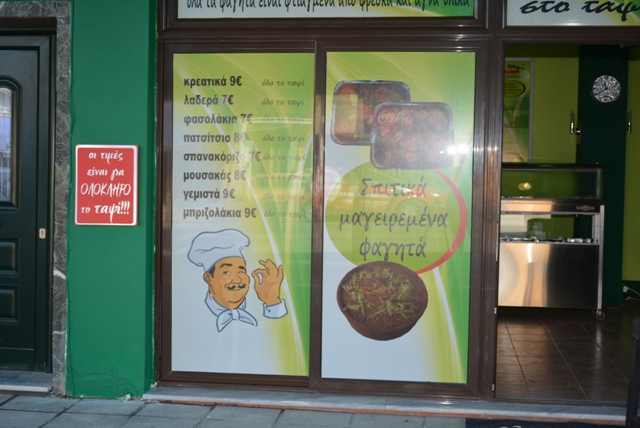 όλα τα φαγητά είναι φτιαγμένα από φρέσκα και αγνά υλικά
στο ταψί
κρεατικά 9€ όλο το ταψί
λαδερά 7€ όλο το ταψί
φασολάκια 7€ όλο το ταψί
παστίτσιο 8€ όλο το ταψί
σπανακόριζο 7€ όλο το ταψί
μουσακάς 8€ όλο το ταψί
γεμιστά 9€ όλο το ταψί
μπριζολάκια 9€ όλο το ταψί
οι τιμές
είναι για
ΟΛΟΚΛΗΡΟ
το ταψί!!!
Σπιτικά
μαγειρεμένα
φαγητά